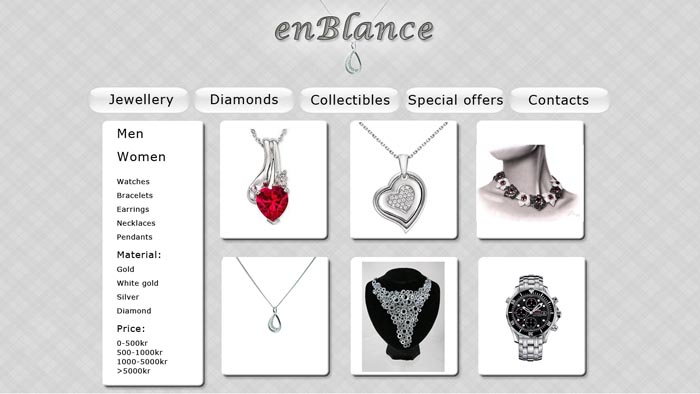 enBlance
Jewellery Diamonds Collectibles Special offers Contacts
Men
Women
Watches
Bracelets
Earrings
Necklaces
Pendants
Material:
Gold
White gold
Silver
Diamond
Price:
0-500kr
500-1000kr
1000-5000kr
>5000kr